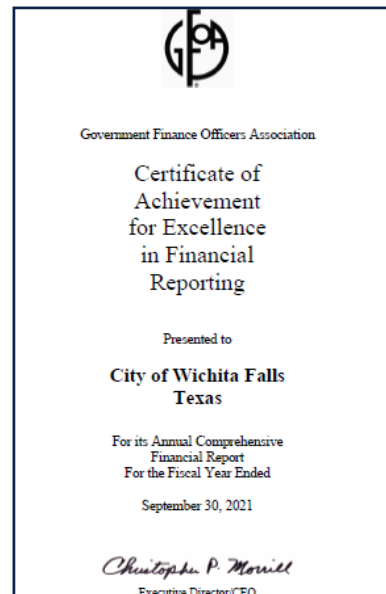 GFOA
Government Finance Officers Association
Certificate of
Achievement
for Excellence
in Financial
Reporting
Presented to
City of Wichita Falls
Texas
For its Annual Comprehensive
Financial Report
For the Fiscal Year Ended
September 30, 2021
Christopher P. Morrill
Executive Director/CEO